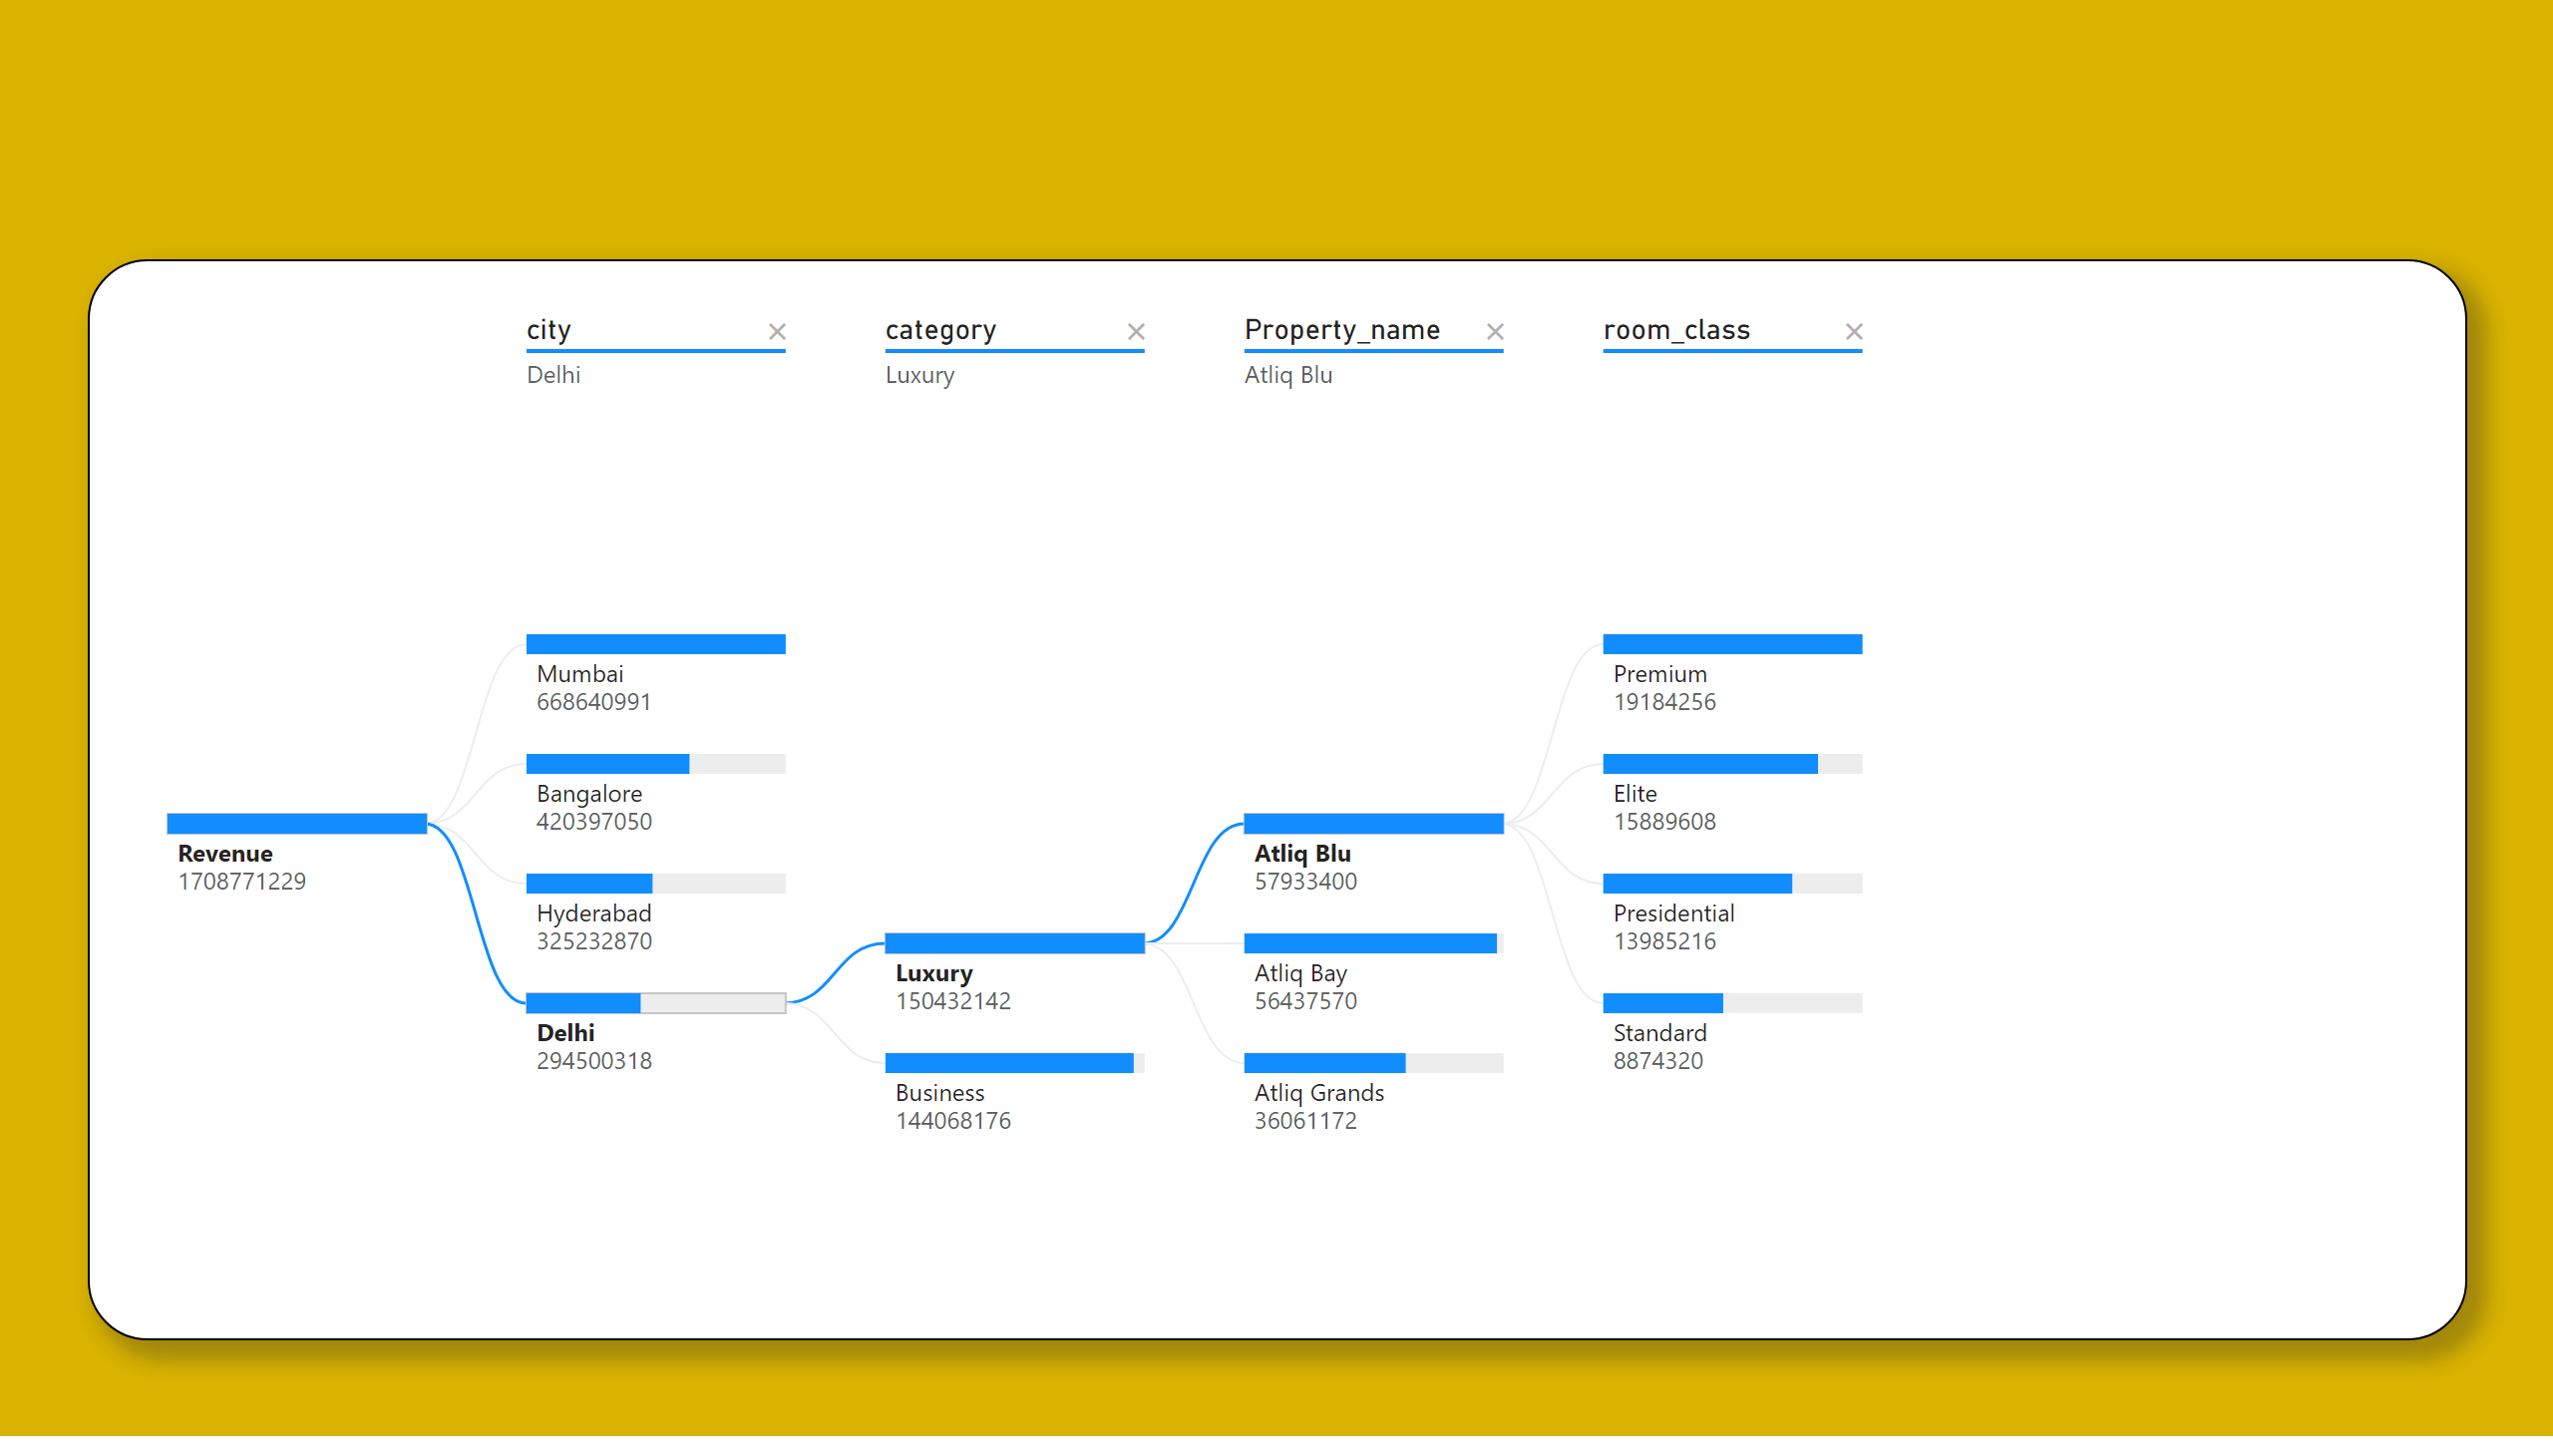 city
category
Property_name
room_class
Delhi
Luxury
Atliq Blu
Revenue
1708771229
Mumbai
668640991
Bangalore
420397050
Hyderabad
325232870
Delhi
294500318
Luxury
150432142
Business
144068176
Atliq Blu
57933400
Atliq Bay
56437570
Atliq Grands
36061172
Premium
19184256
Elite
15889608
Presidential
13985216
Standard
8874320